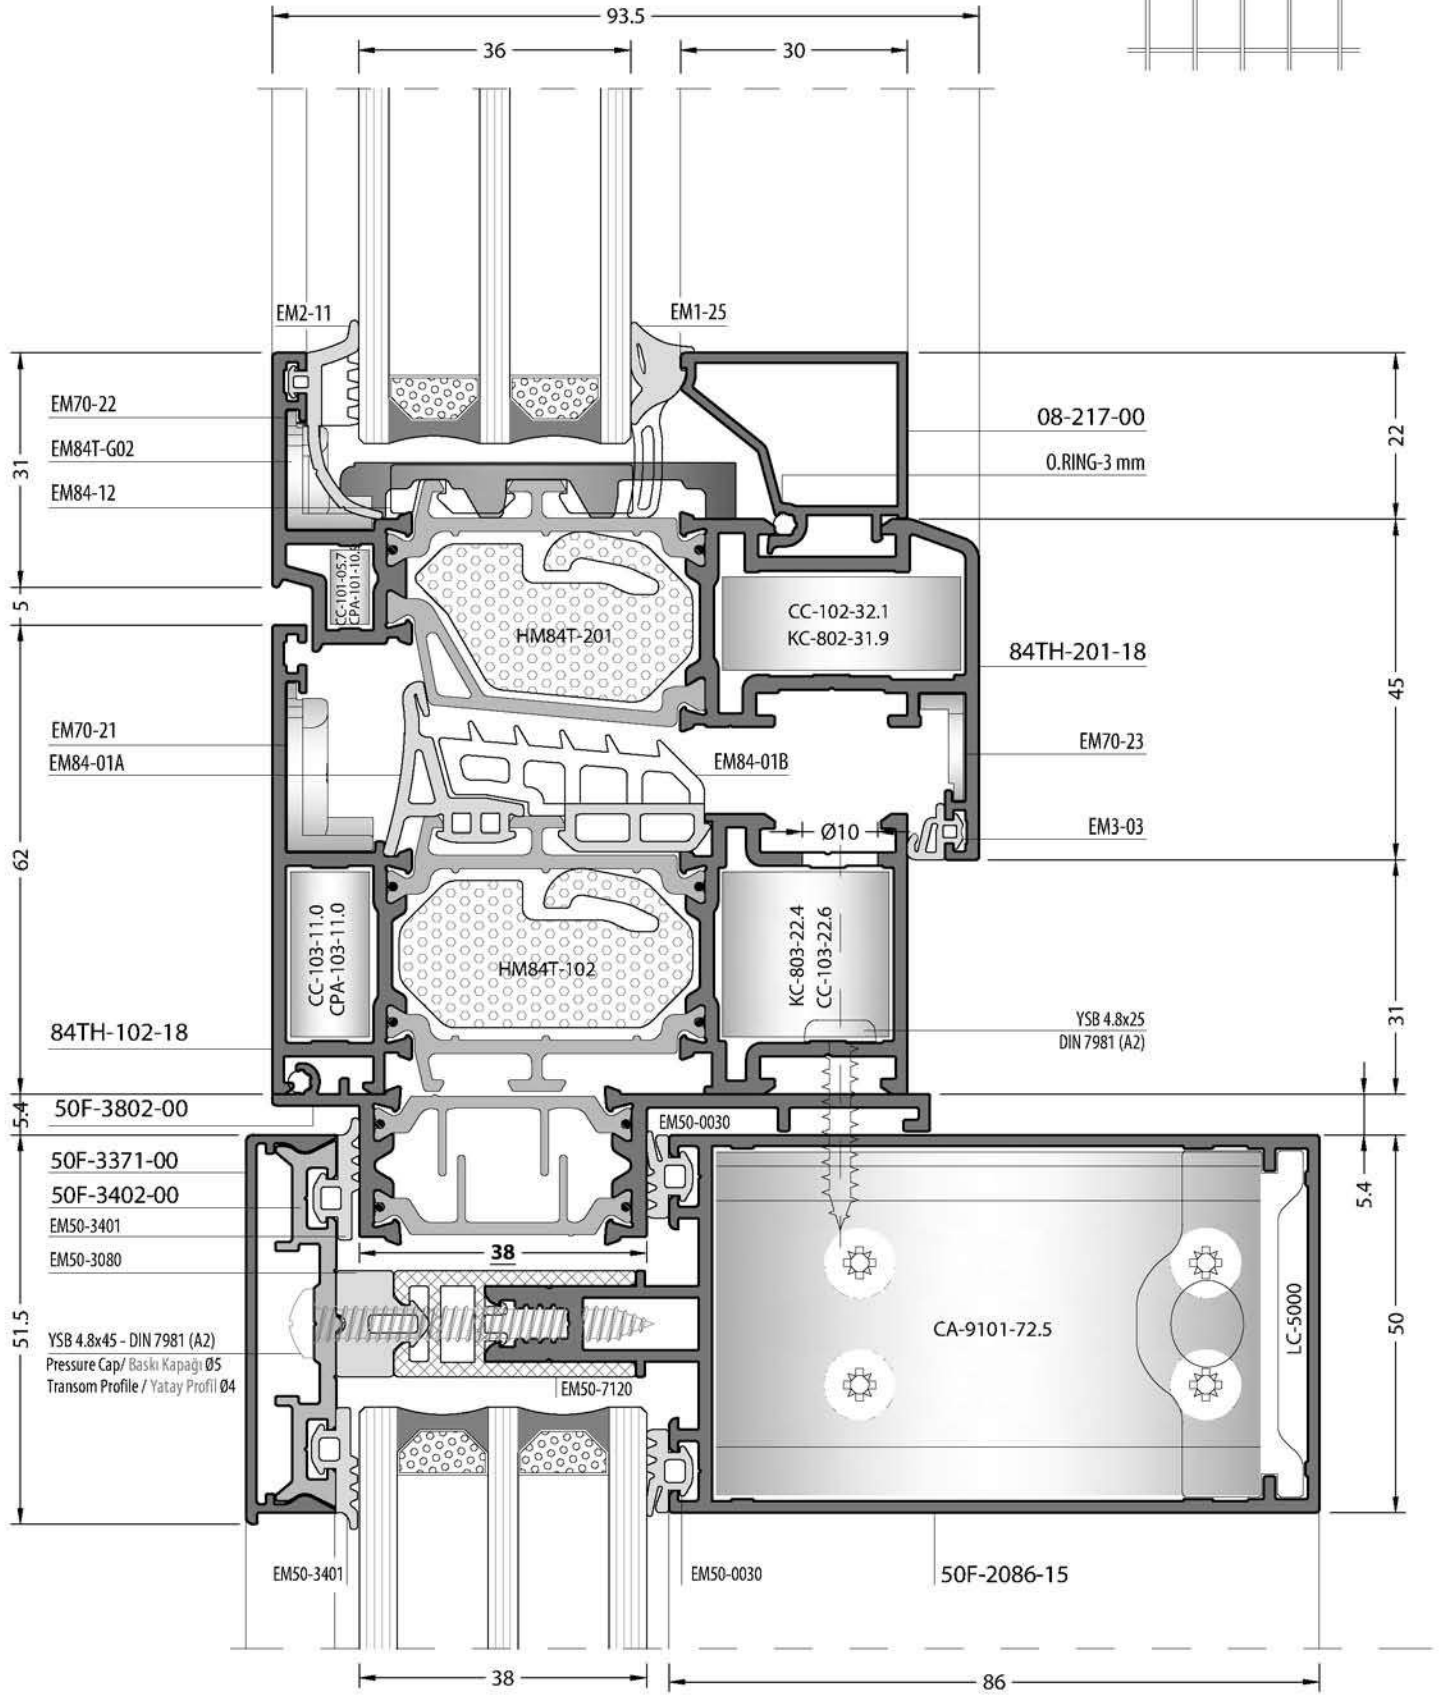 93.5
36
30
EM2-11
EM1-25
EM70-22
EM84T-G02
EM84-12
31
08-217-00
O.RING-3 mm
22
CC-101-05.7
CPA-101-10.
5
HM84T-201
CC-102-32.1
KC-802-31.9
84TH-201-18
45
EM70-21
EM84-01A
EM84-01B
EM70-23
Ø10
EM3-03
62
CC-103-11.0
CPA-103-11.0
HM84T-102
KC-803-22.4
CC-103-22.6
84TH-102-18
YSB 4.8x25
DIN 7981 (A2)
31
5.4
50F-3802-00
EM50-0030
50F-3371-00
50F-3402-00
EM50-3401
EM50-3080
38
5.4
51.5
YSB 4.8x45 - DIN 7981 (A2)
Pressure Cap/ Baskı Kapağı Ø5
Transom Profile / Yatay Profil Ø4
EM50-7120
CA-9101-72.5
LC-5000
50
EM50-3401
EM50-0030
50F-2086-15
38
86